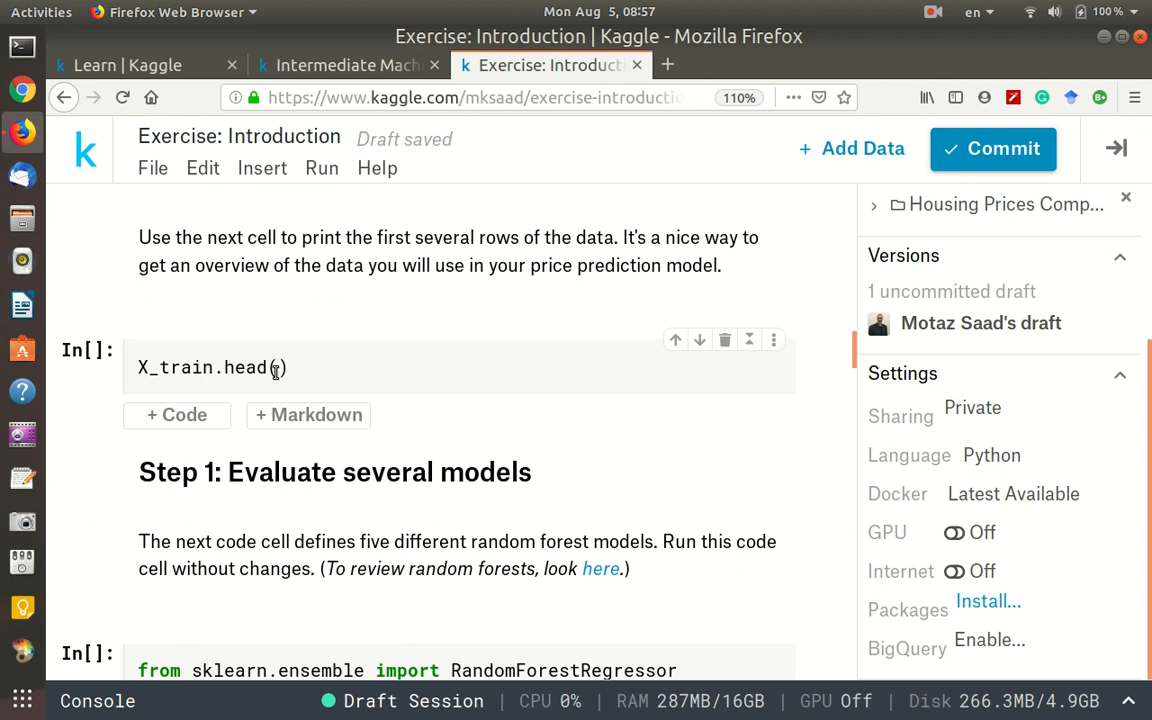 Activities Firefox Web Browser Mon Aug 5, 08:57 en 100 %
Exercise: Introduction | Kaggle - Mozilla Firefox
k Learn | Kaggle × k Intermediate Mach × k Exercise: Introducti × +
https://www.kaggle.com/mksaad/exercise-introductio 110%
k Exercise: Introduction Draft saved
+ Add Data Commit
File Edit Insert Run Help
Use the next cell to print the first several rows of the data. It's a nice way to
get an overview of the data you will use in your price prediction model.
In[]:
X_train.head()
+ Code + Markdown
Step 1: Evaluate several models
The next code cell defines five different random forest models. Run this code
cell without changes. (To review random forests, look here.)
In[]:
from sklearn.ensemble import RandomForestRegressor
Housing Prices Comp...
Versions
1 uncommitted draft
Motaz Saad's draft
Settings
Sharing Private
Language Python
Docker Latest Available
GPU Off
Internet Off
Packages Install...
BigQuery Enable...
Console Draft Session | CPU 0% | RAM 287MB/16GB | GPU Off | Disk 266.3MB/4.9GB